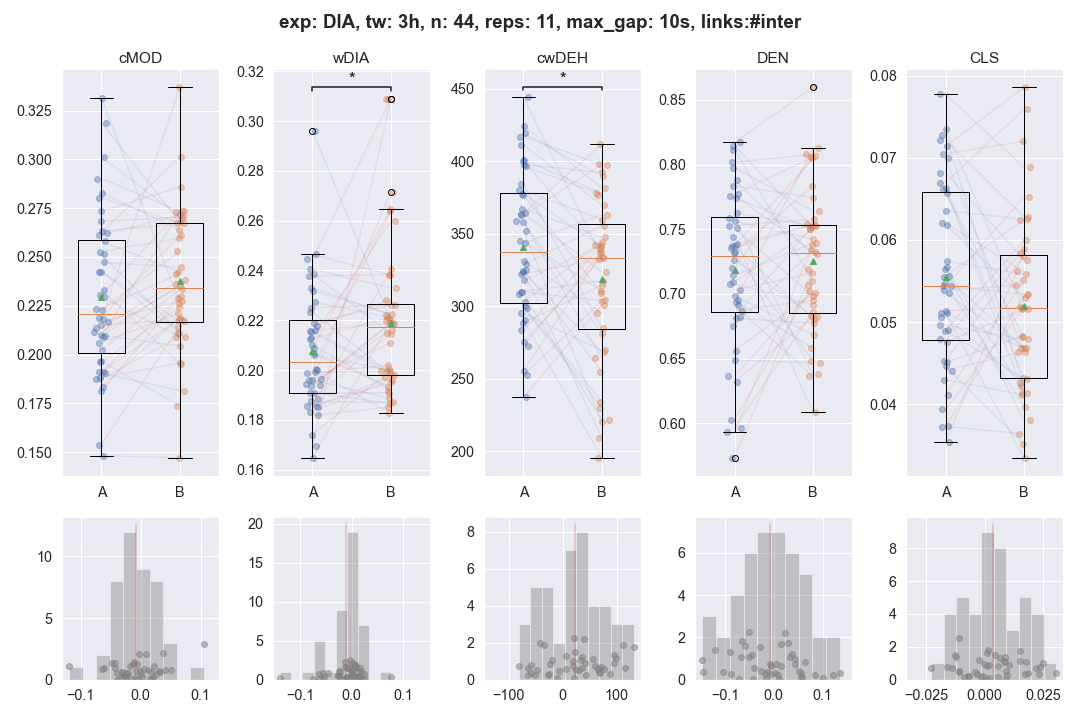 exp: DIA, tw: 3h, n: 44, reps: 11, max_gap: 10s, links:#inter
cMOD wDIA cwDEH DEN CLS
* *
0.325 0.300 0.275 0.250 0.225 0.200 0.175 0.150
0.32 0.30 0.28 0.26 0.24 0.22 0.20 0.18 0.16
450 400 350 300 250 200
0.85 0.80 0.75 0.70 0.65 0.60
0.08 0.07 0.06 0.05 0.04
A B A B A B A B A B
10 5 0
20 15 10 5 0
8 6 4 2 0
6 4 2 0
8 6 4 2 0
−0.1 0.0 0.1 −0.1 0.0 0.1 −100 0 100 −0.1 0.0 0.1 −0.025 0.000 0.025